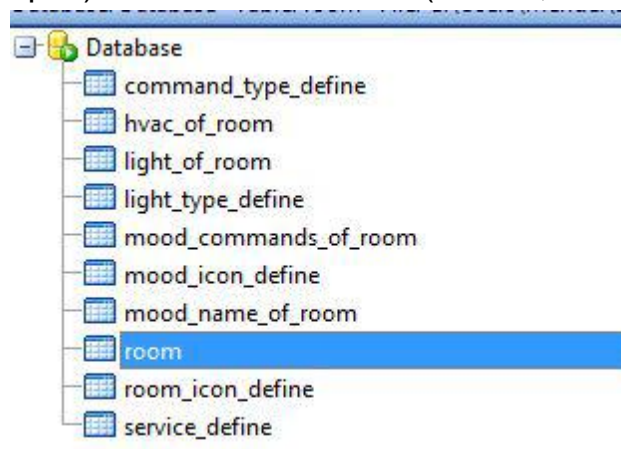 Database
command_type_define
hvac_of_room
light_of_room
light_type_define
mood_commands_of_room
mood_icon_define
mood_name_of_room
room
room_icon_define
service_define